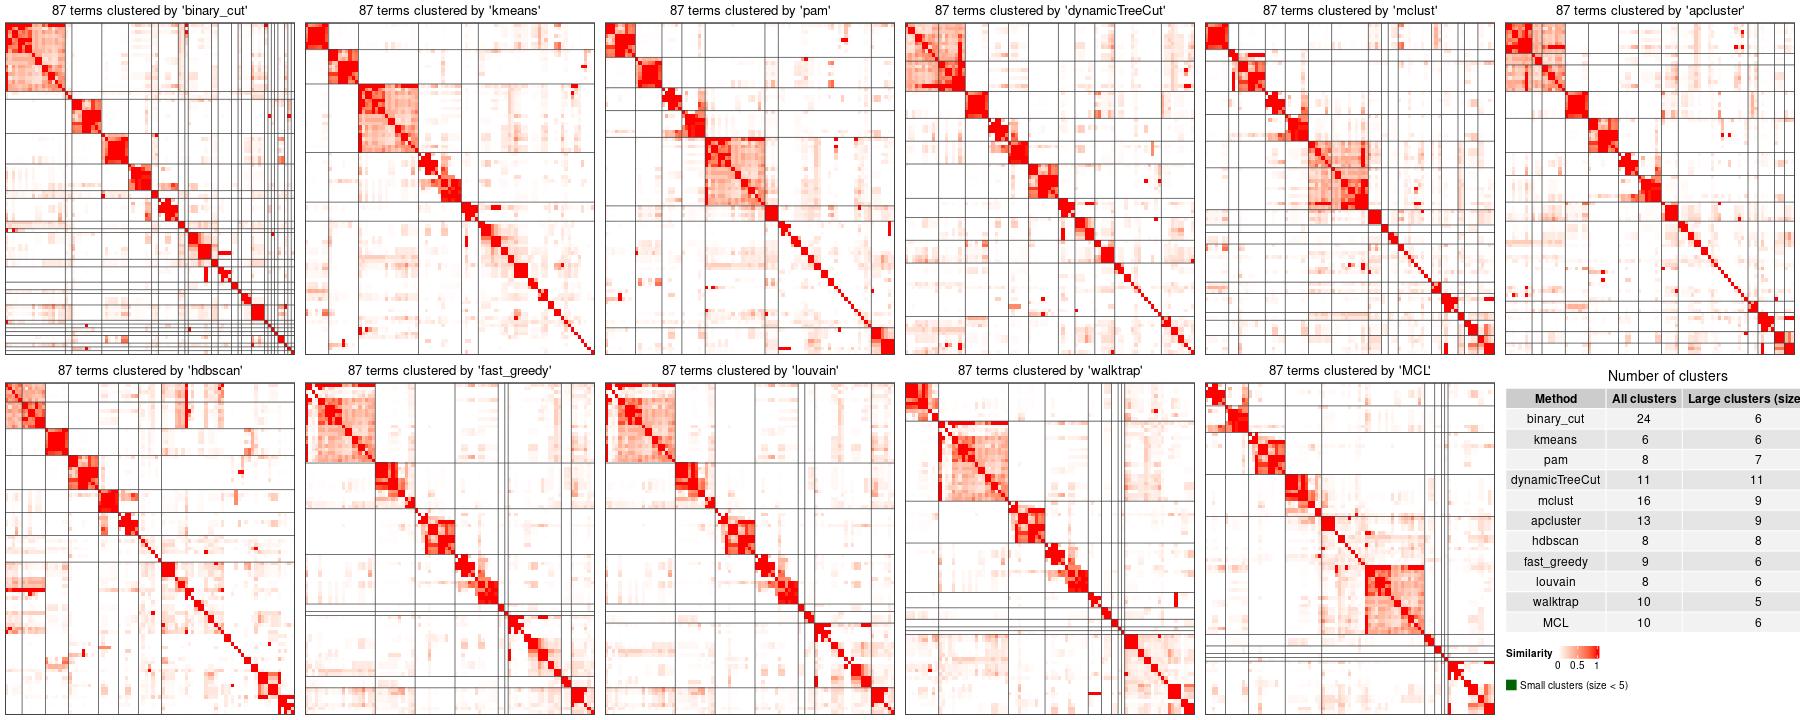 87 terms clustered by 'binary_cut'
87 terms clustered by 'kmeans'
87 terms clustered by 'pam'
87 terms clustered by 'dynamicTreeCut'
87 terms clustered by 'mclust'
87 terms clustered by 'apcluster'
87 terms clustered by 'hdbscan'
87 terms clustered by 'fast_greedy'
87 terms clustered by 'louvain'
87 terms clustered by 'walktrap'
87 terms clustered by 'MCL'
Number of clusters
Method All clusters Large clusters (size
binary_cut 24 6
kmeans 6 6
pam 8 7
dynamicTreeCut 11 11
mclust 16 9
apcluster 13 9
hdbscan 8 8
fast_greedy 9 6
louvain 8 6
walktrap 10 5
MCL 10 6
Similarity
0 0.5 1
Small clusters (size < 5)